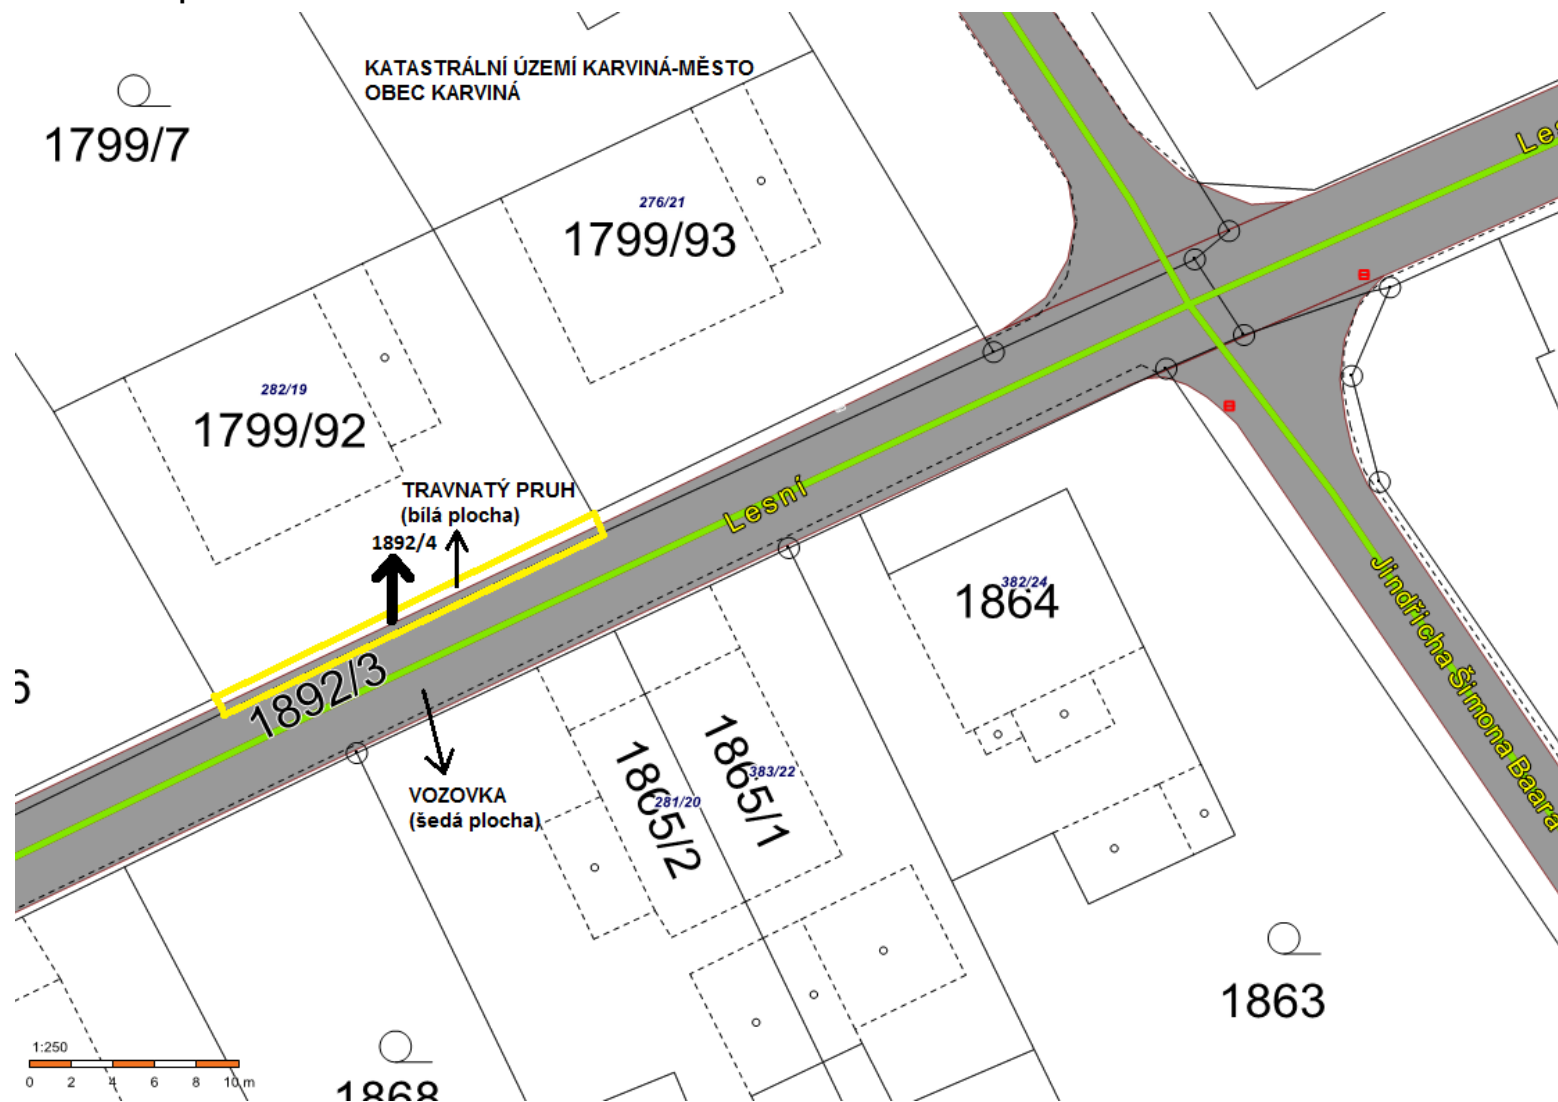 KATASTRÁLNÍ ÚZEMÍ KARVINÁ-MĚSTO
OBEC KARVINÁ
1799/7
276/21
1799/93
282/19
1799/92
TRAVNATÝ PRUH
(bílá plocha)
1892/4
Lesní
1892/3
382/24
1864
Jindřicha Šimona Baara
6
VOZOVKA
(šedá plocha)
1865/2
281/20
1865/1
383/22
1863
1868
1:250
0 2 4 6 8 10 m